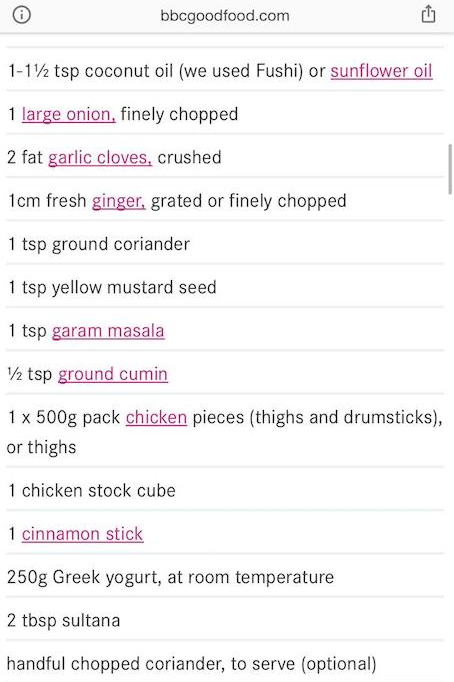 bbcgoodfood.com
1-1½ tsp coconut oil (we used Fushi) or sunflower oil
1 large onion, finely chopped
2 fat garlic cloves, crushed
1cm fresh ginger, grated or finely chopped
1 tsp ground coriander
1 tsp yellow mustard seed
1 tsp garam masala
½ tsp ground cumin
1 x 500g pack chicken pieces (thighs and drumsticks),
or thighs
1 chicken stock cube
1 cinnamon stick
250g Greek yogurt, at room temperature
2 tbsp sultana
handful chopped coriander, to serve (optional)